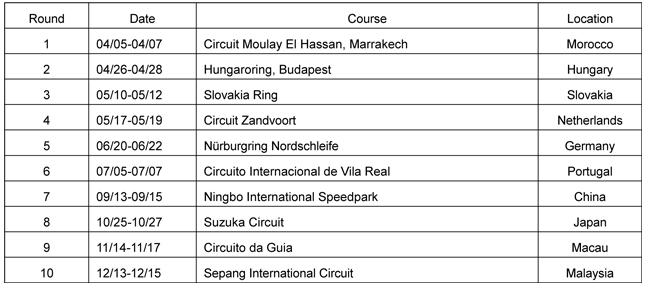 Round Date Course Location
1 04/05-04/07 Circuit Moulay El Hassan, Marrakech Morocco
2 04/26-04/28 Hungaroring, Budapest Hungary
3 05/10-05/12 Slovakia Ring Slovakia
4 05/17-05/19 Circuit Zandvoort Netherlands
5 06/20-06/22 Nürburgring Nordschleife Germany
6 07/05-07/07 Circuito Internacional de Vila Real Portugal
7 09/13-09/15 Ningbo International Speedpark China
8 10/25-10/27 Suzuka Circuit Japan
9 11/14-11/17 Circuito da Guia Macau
10 12/13-12/15 Sepang International Circuit Malaysia